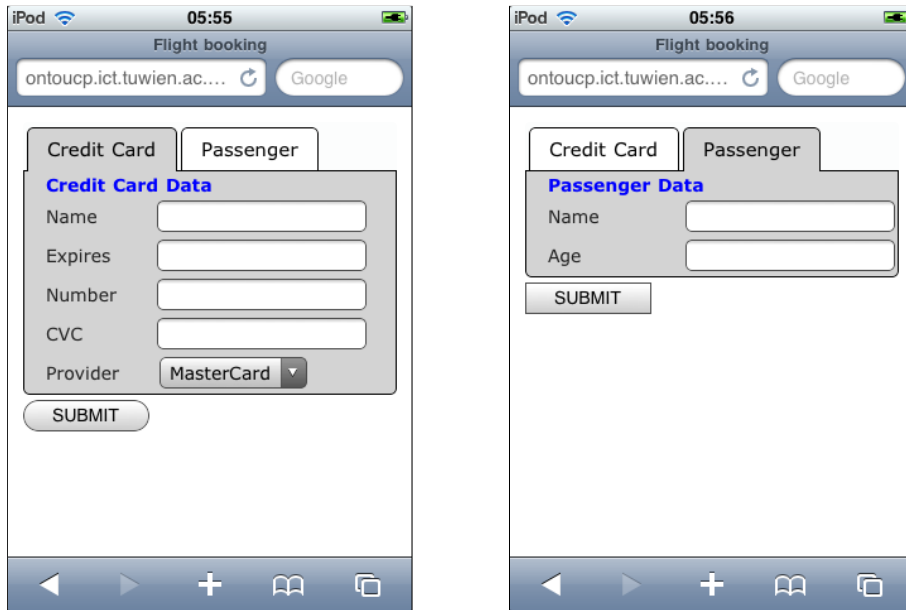 iPod 05:55
Flight booking
ontoucp.ict.tuwien.ac.... Google
Credit Card Passenger
Credit Card Data
Name
Expires
Number
CVC
Provider MasterCard
SUBMIT
iPod 05:56
Flight booking
ontoucp.ict.tuwien.ac.... Google
Credit Card Passenger
Passenger Data
Name
Age
SUBMIT